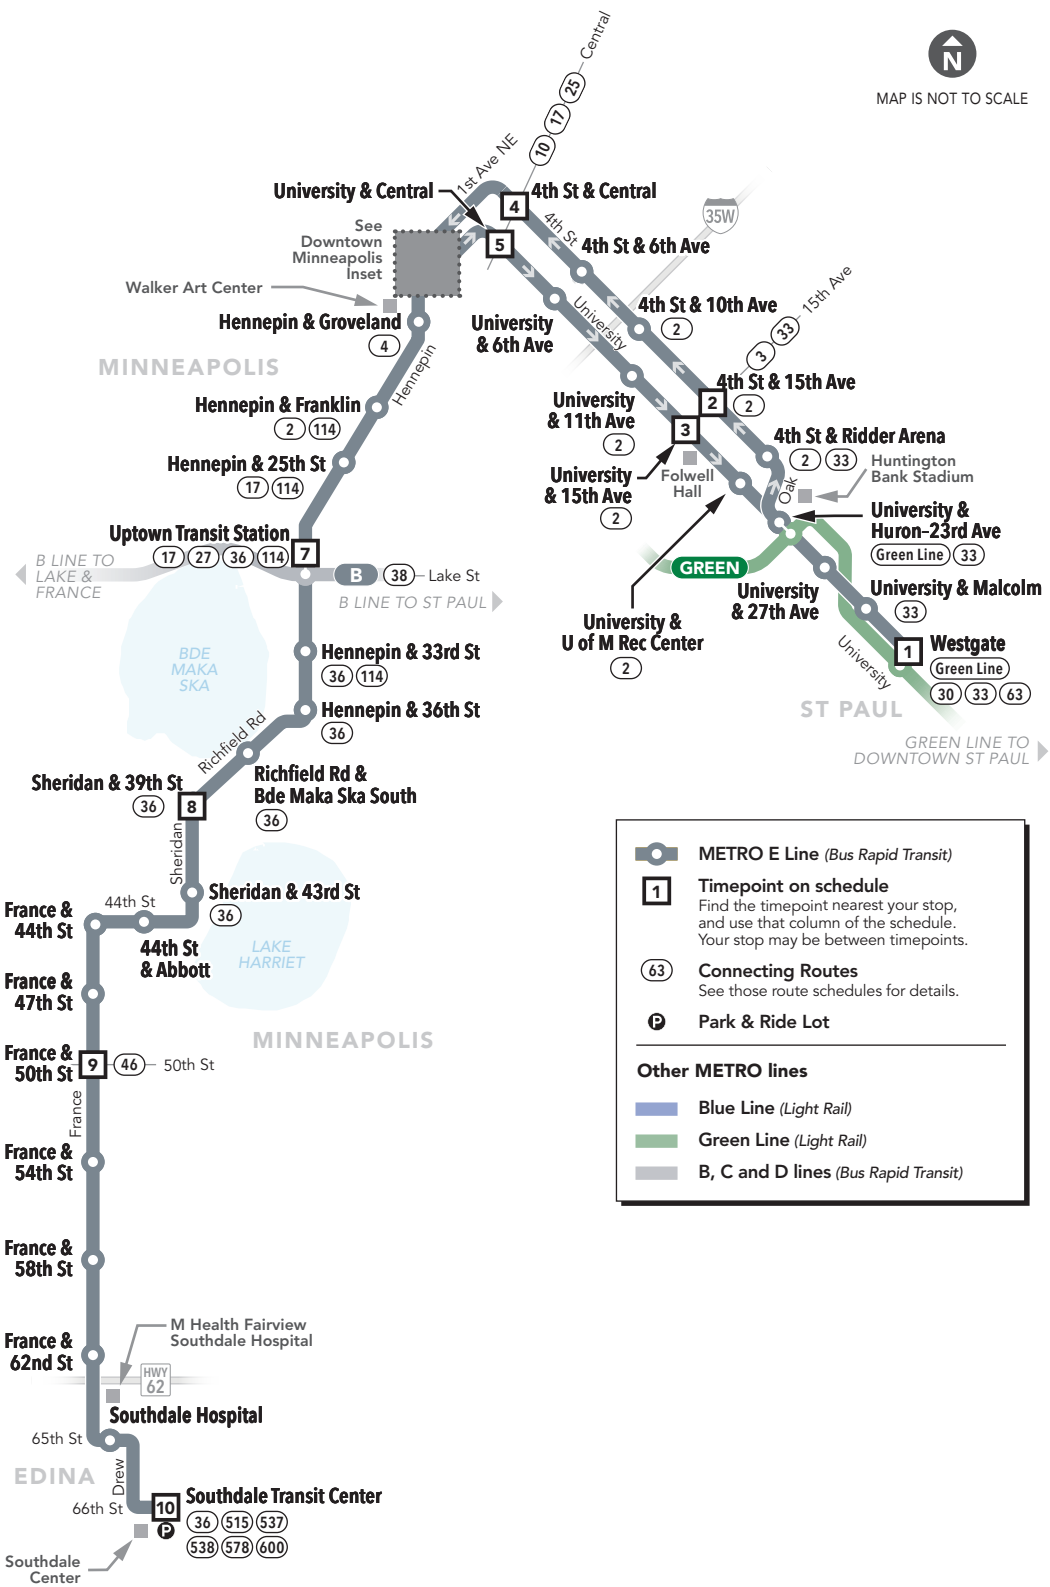 Central
25
17
10
N
MAP IS NOT TO SCALE
1st Ave NE
University & Central
4
4th St & Central
35W
See
Downtown
Minneapolis
Inset
5
4th St
4th St & 6th Ave
Walker Art Center
Hennepin & Groveland
4
University
& 6th Ave
University
4th St & 10th Ave
2
15th Ave
33
3
MINNEAPOLIS
Hennepin
Hennepin & Franklin
2 114
University
& 11th Ave
2
2
4th St & 15th Ave
2
3
Hennepin & 25th St
17 114
University
& 15th Ave
2
Folwell
Hall
4th St & Ridder Arena
2 33
Oak
Huntington
Bank Stadium
Uptown Transit Station
17 27 36 114
7
University &
Huron–23rd Ave
Green Line 33
B LINE TO
LAKE &
FRANCE
B 38 Lake St
B LINE TO ST PAUL
GREEN
University
& 27th Ave
University & Malcolm
33
University &
U of M Rec Center
2
1
Westgate
Green Line
30 33 63
University
BDE
MAKA
SKA
Hennepin & 33rd St
36 114
Hennepin & 36th St
36
ST PAUL
GREEN LINE TO
DOWNTOWN ST PAUL
Richfield Rd
Richfield Rd &
Bde Maka Ska South
36
Sheridan & 39th St
36
8
Sheridan
Sheridan & 43rd St
36
44th St
France &
44th St
44th St
& Abbott
LAKE
HARRIET
France &
47th St
MINNEAPOLIS
France &
50th St
9 46 50th St
France
France &
54th St
France &
58th St
France &
62nd St
M Health Fairview
Southdale Hospital
HWY
62
Southdale Hospital
65th St
EDINA
Drew
66th St
10
P
Southdale Transit Center
36 515 537
538 578 600
Southdale
Center
METRO E Line (Bus Rapid Transit)
1
Timepoint on schedule
Find the timepoint nearest your stop,
and use that column of the schedule.
Your stop may be between timepoints.
63
Connecting Routes
See those route schedules for details.
P Park & Ride Lot
Other METRO lines
Blue Line (Light Rail)
Green Line (Light Rail)
B, C and D lines (Bus Rapid Transit)